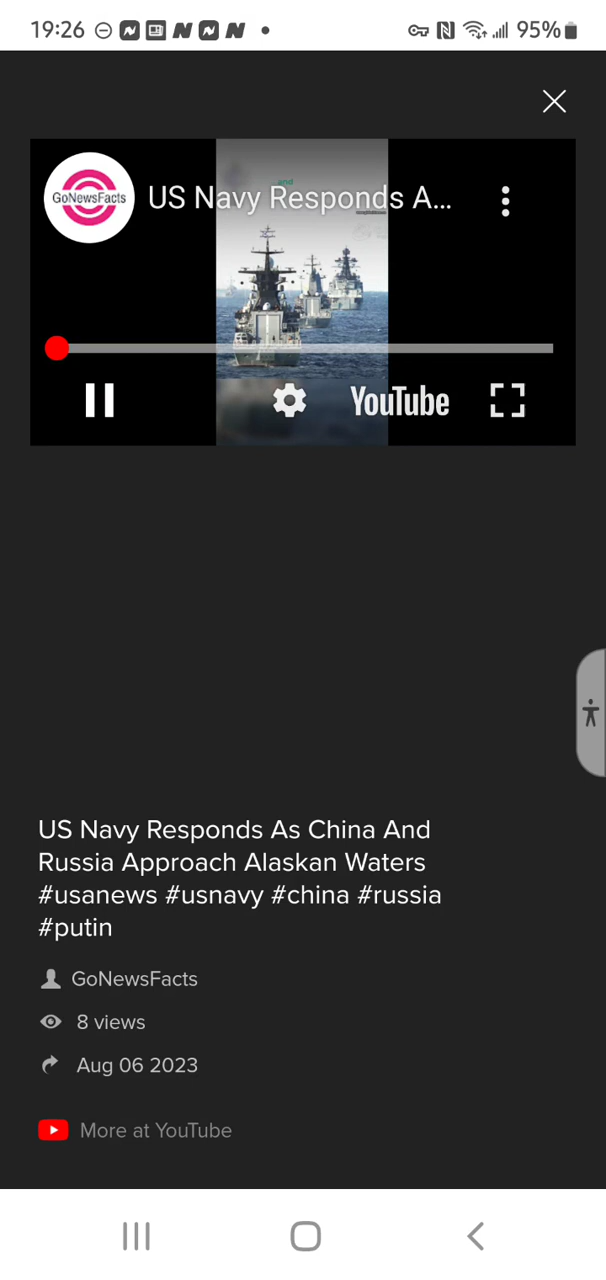 19:26
95%
GoNewsFacts
US Navy Responds A...
and
YouTube
US Navy Responds As China And
Russia Approach Alaskan Waters
#usanews #usnavy #china #russia
#putin
GoNewsFacts
8 views
Aug 06 2023
More at YouTube